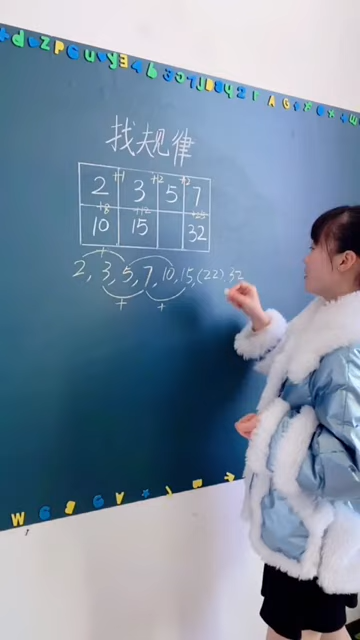 找规律
+1 +2 +2
2 3 5 7
+8 +12 +25
10 15 32
+
2, 3, 5, 7, 10, 15, (22). 32
+ +